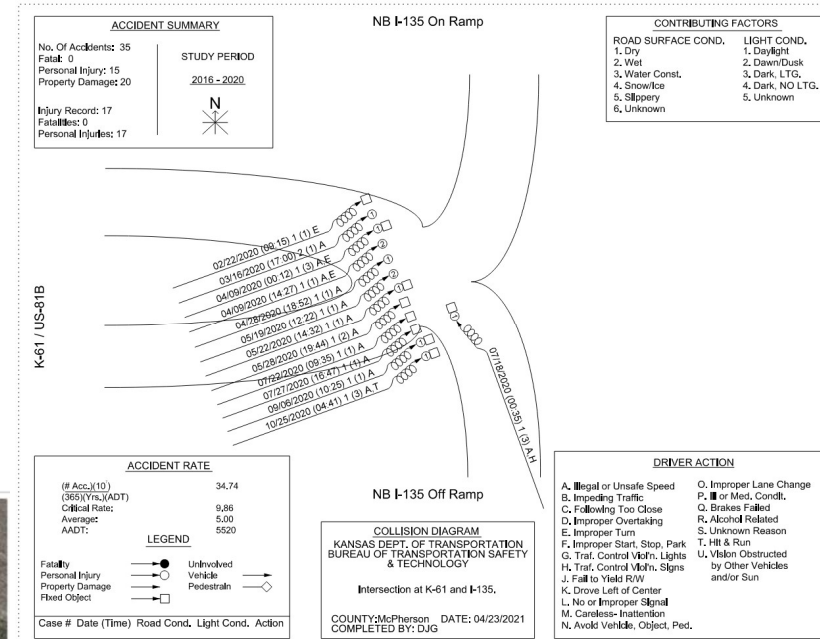 NB I-135 On Ramp
ACCIDENT SUMMARY
No. Of Accidents: 35
Fatal: 0
Personal Injury: 15
Property Damage: 20
Injury Record: 17
Fatalities: 0
Personal Injuries: 17
STUDY PERIOD
2016 - 2020
N
CONTRIBUTING FACTORS
ROAD SURFACE COND.
1. Dry
2. Wet
3. Water Const.
4. Snow/Ice
5. Slippery
6. Unknown
LIGHT COND.
1. Daylight
2. Dawn/Dusk
3. Dark, LTG.
4. Dark, NO LTG.
5. Unknown
K-61 / US-81B
02/22/2020 (09:15) 1 (1) E
03/16/2020 (17:00) 2 (1) A
1
04/09/2020 (00:12) 1 (3) A.E
1
04/09/2020 (14:27) 1 (1) A.E
2
04/28/2020 (18:52) 1 (1) A
1
05/19/2020 (12:22) 1 (1) A
2
05/22/2020 (14:32) 1 (1) A
1
05/28/2020 (19:44) 1 (2) A
07/22/2020 (09:35) 1 (1) A
07/27/2020 (16:47) 1 (1) A
09/06/2020 (10:25) 1 (1) A
1
10/25/2020 (04:41) 1 (3) A.T
1
07/18/2020 (00:35) 1 (3) A.H
1
NB I-135 Off Ramp
ACCIDENT RATE
(# Acc.)(10 )
(365)(Yrs.)(ADT) 34.74
Critical Rate: 9.86
Average: 5.00
AADT: 5520
LEGEND
Fatality
Personal Injury
Property Damage
Fixed Object
Uninvolved
Vehicle
Pedestrain
Case # Date (Time) Road Cond. Light Cond. Action
COLLISION DIAGRAM
KANSAS DEPT. OF TRANSPORTATION
BUREAU OF TRANSPORTATION SAFETY
& TECHNOLOGY
Intersection at K-61 and I-135.
COUNTY:McPherson DATE: 04/23/2021
COMPLETED BY: DJG
DRIVER ACTION
A. Illegal or Unsafe Speed
B. Impeding Traffic
C. Following Too Close
D. Improper Overtaking
E. Improper Turn
F. Improper Start, Stop, Park
G. Traf. Control Viol'n. Lights
H. Traf. Control Viol'n. Signs
J. Fail to Yield R/W
K. Drove Left of Center
L. No or Improper Signal
M. Careless- Inattention
N. Avoid Vehicle, Object, Ped.
O. Improper Lane Change
P. Ill or Med. Condit.
Q. Brakes Failed
R. Alcohol Related
S. Unknown Reason
T. Hit & Run
U. Vision Obstructed
by Other Vehicles
and/or Sun